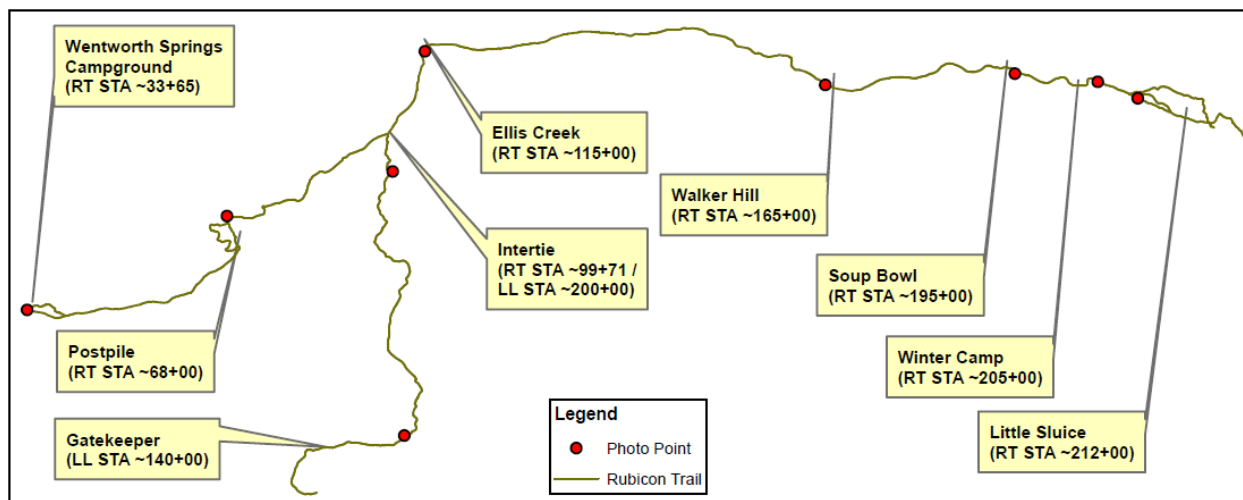 Wentworth Springs
Campground
(RT STA ~33+65)
Ellis Creek
(RT STA ~115+00)
Walker Hill
(RT STA ~165+00)
Intertie
(RT STA ~99+71 /
LL STA ~200+00)
Soup Bowl
(RT STA ~195+00)
Postpile
(RT STA ~68+00)
Winter Camp
(RT STA ~205+00)
Gatekeeper
(LL STA ~140+00)
Little Sluice
(RT STA ~212+00)
Legend
Photo Point
Rubicon Trail